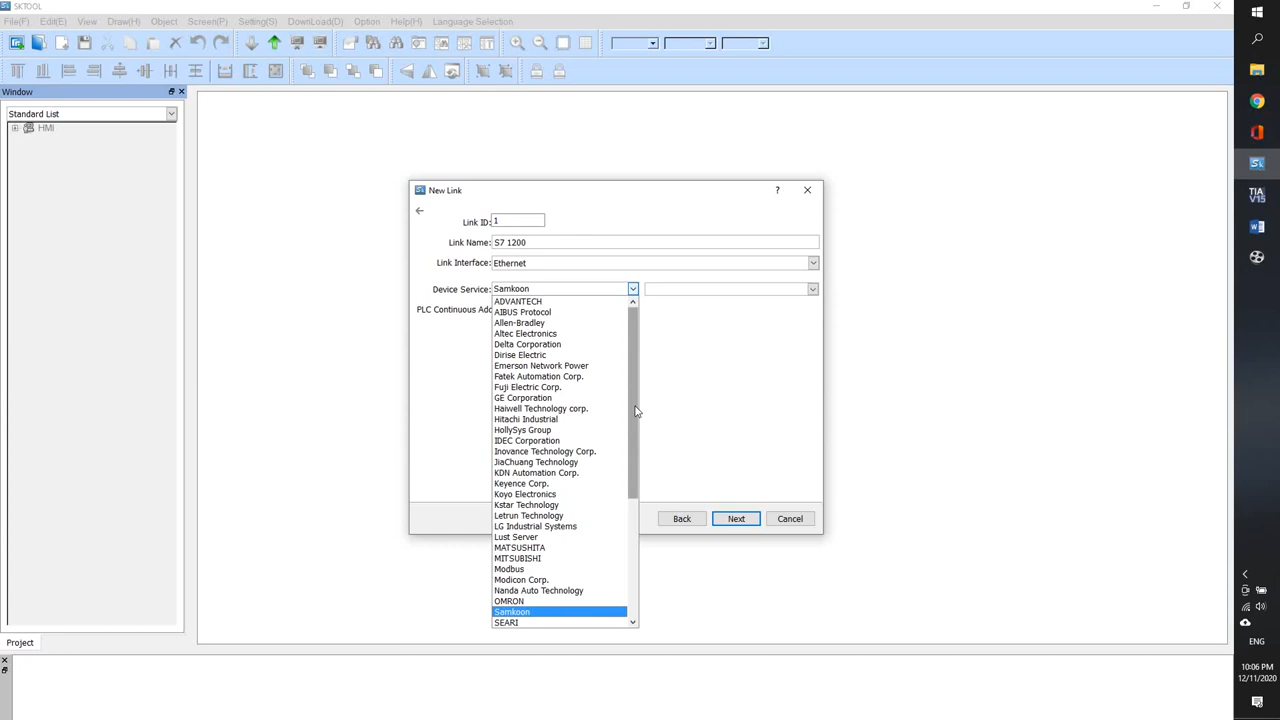 SKTOOL
File(F) Edit(E) View Draw(H) Object Screen(P) Setting(S) DownLoad(D) Option Help(H) Language Selection
Window
Standard List
HMI
New Link
?
Link ID: 1
Link Name: S7 1200
Link Interface: Ethernet
Device Service: Samkoon
PLC Continuous Add
ADVANTECH
AIBUS Protocol
Allen-Bradley
Altec Electronics
Delta Corporation
Dirise Electric
Emerson Network Power
Fatek Automation Corp.
Fuji Electric Corp.
GE Corporation
Haiwell Technology corp.
Hitachi Industrial
HollySys Group
IDEC Corporation
Inovance Technology Corp.
JiaChuang Technology
KDN Automation Corp.
Keyence Corp.
Koyo Electronics
Kstar Technology
Letrun Technology
LG Industrial Systems
Lust Server
MATSUSHITA
MITSUBISHI
Modbus
Modicon Corp.
Nanda Auto Technology
OMRON
Samkoon
SEARI
Back Next Cancel
Project
TIA
V15
ENG
10:06 PM
12/11/2020